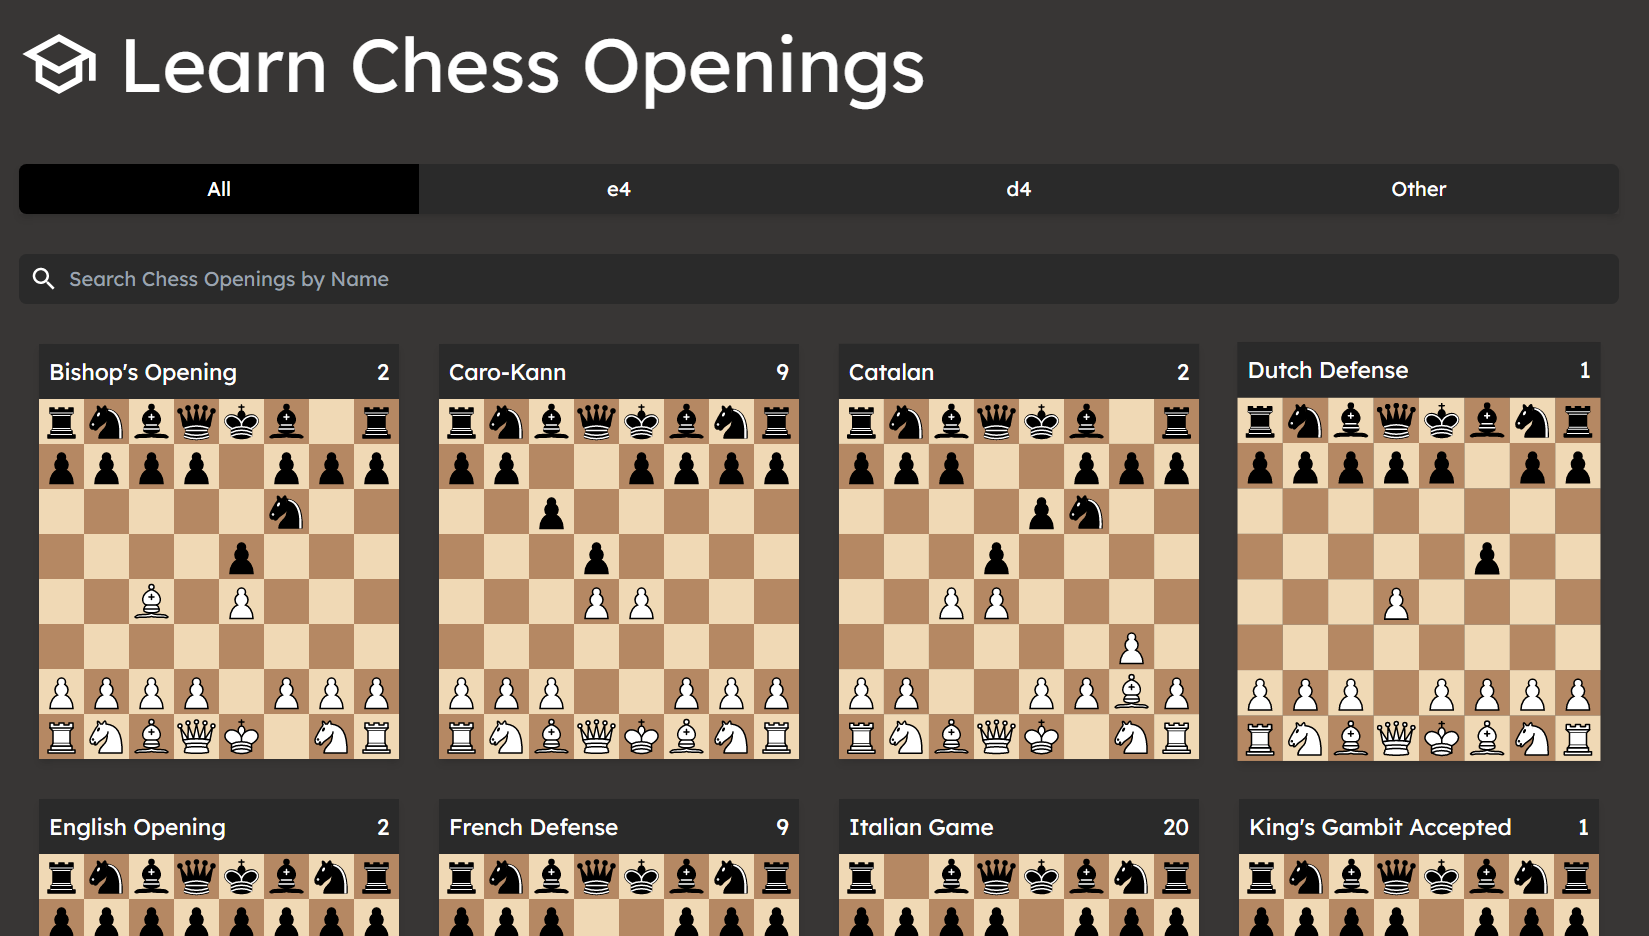 Learn Chess Openings
All e4 d4 Other
Search Chess Openings by Name
Bishop's Opening 2
Caro-Kann 9
Catalan 2
Dutch Defense 1
English Opening 2
French Defense 9
Italian Game 20
King's Gambit Accepted 1